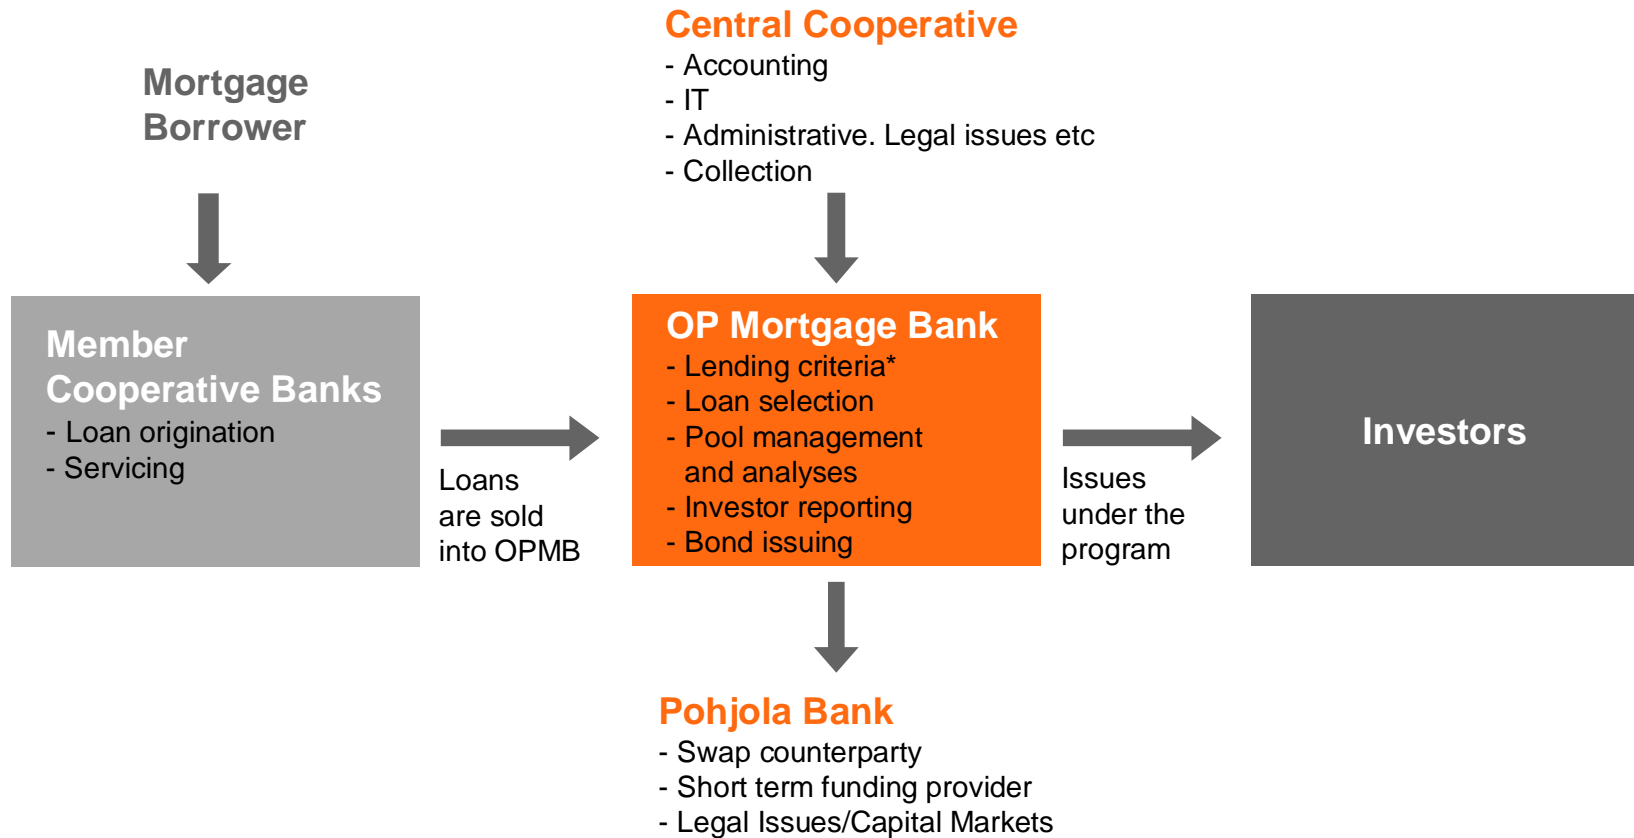 Central Cooperative
- Accounting
- IT
- Administrative. Legal issues etc
- Collection
Mortgage
Borrower
Member
Cooperative Banks
- Loan origination
- Servicing
Loans
are sold
into OPMB
OP Mortgage Bank
- Lending criteria*
- Loan selection
- Pool management
and analyses
- Investor reporting
- Bond issuing
Issues
under the
program
Investors
Pohjola Bank
- Swap counterparty
- Short term funding provider
- Legal Issues/Capital Markets